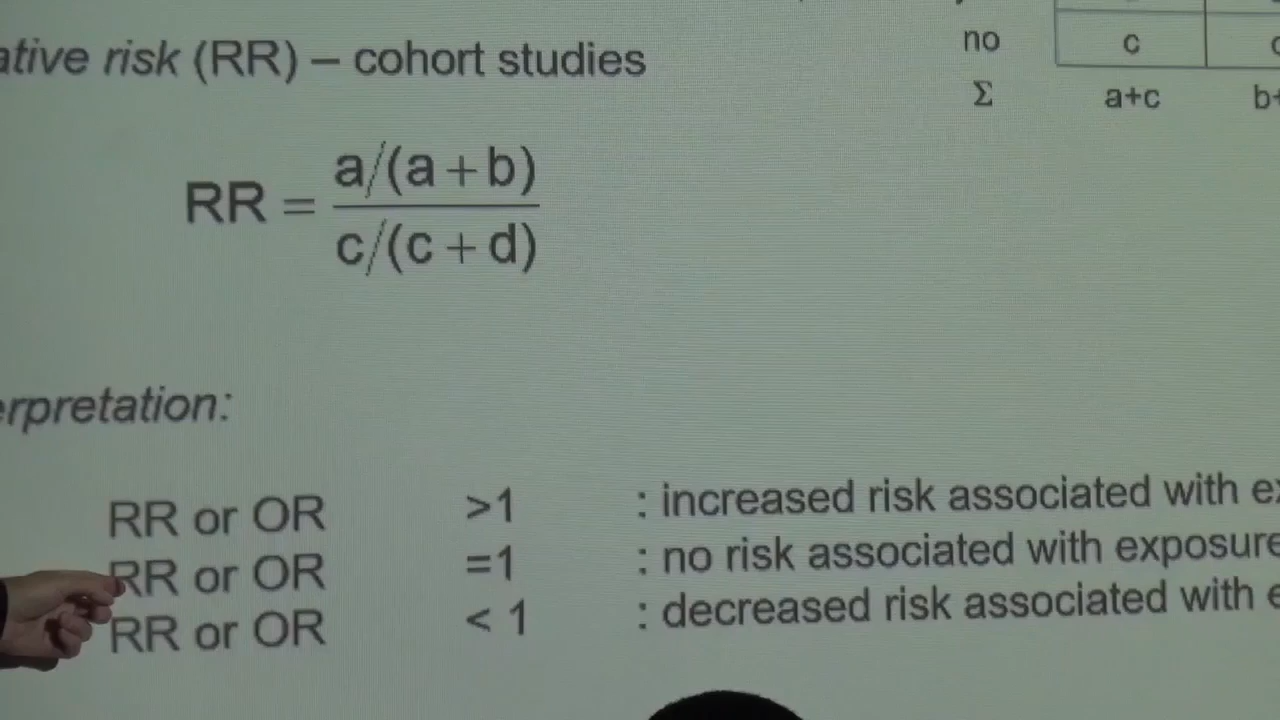 ative risk (RR) – cohort studies
no c
Σ a+c b+
RR = a/(a + b)
c/(c + d)
erpretation:
RR or OR >1 : increased risk associated with ex
RR or OR =1 : no risk associated with exposure
RR or OR < 1 : decreased risk associated with e